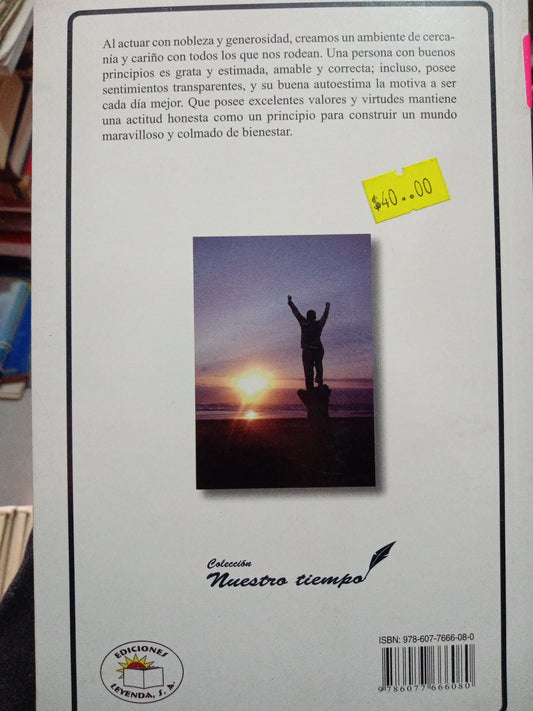 Al actuar con nobleza y generosidad, creamos un ambiente de cerca-
nía y cariño con todos los que nos rodean. Una persona con buenos
principios es grata y estimada, amable y correcta; incluso, posee
sentimientos transparentes, y su buena autoestima la motiva a ser
cada día mejor. Que posee excelentes valores y virtudes mantiene
una actitud honesta como un principio para construir un mundo
maravilloso y colmado de bienestar.
$40..00
Colección
Nuestro tiempo
EDICIONES
LEYENDA, S. A.
ISBN: 978-607-7666-08-0
9 786077 666080